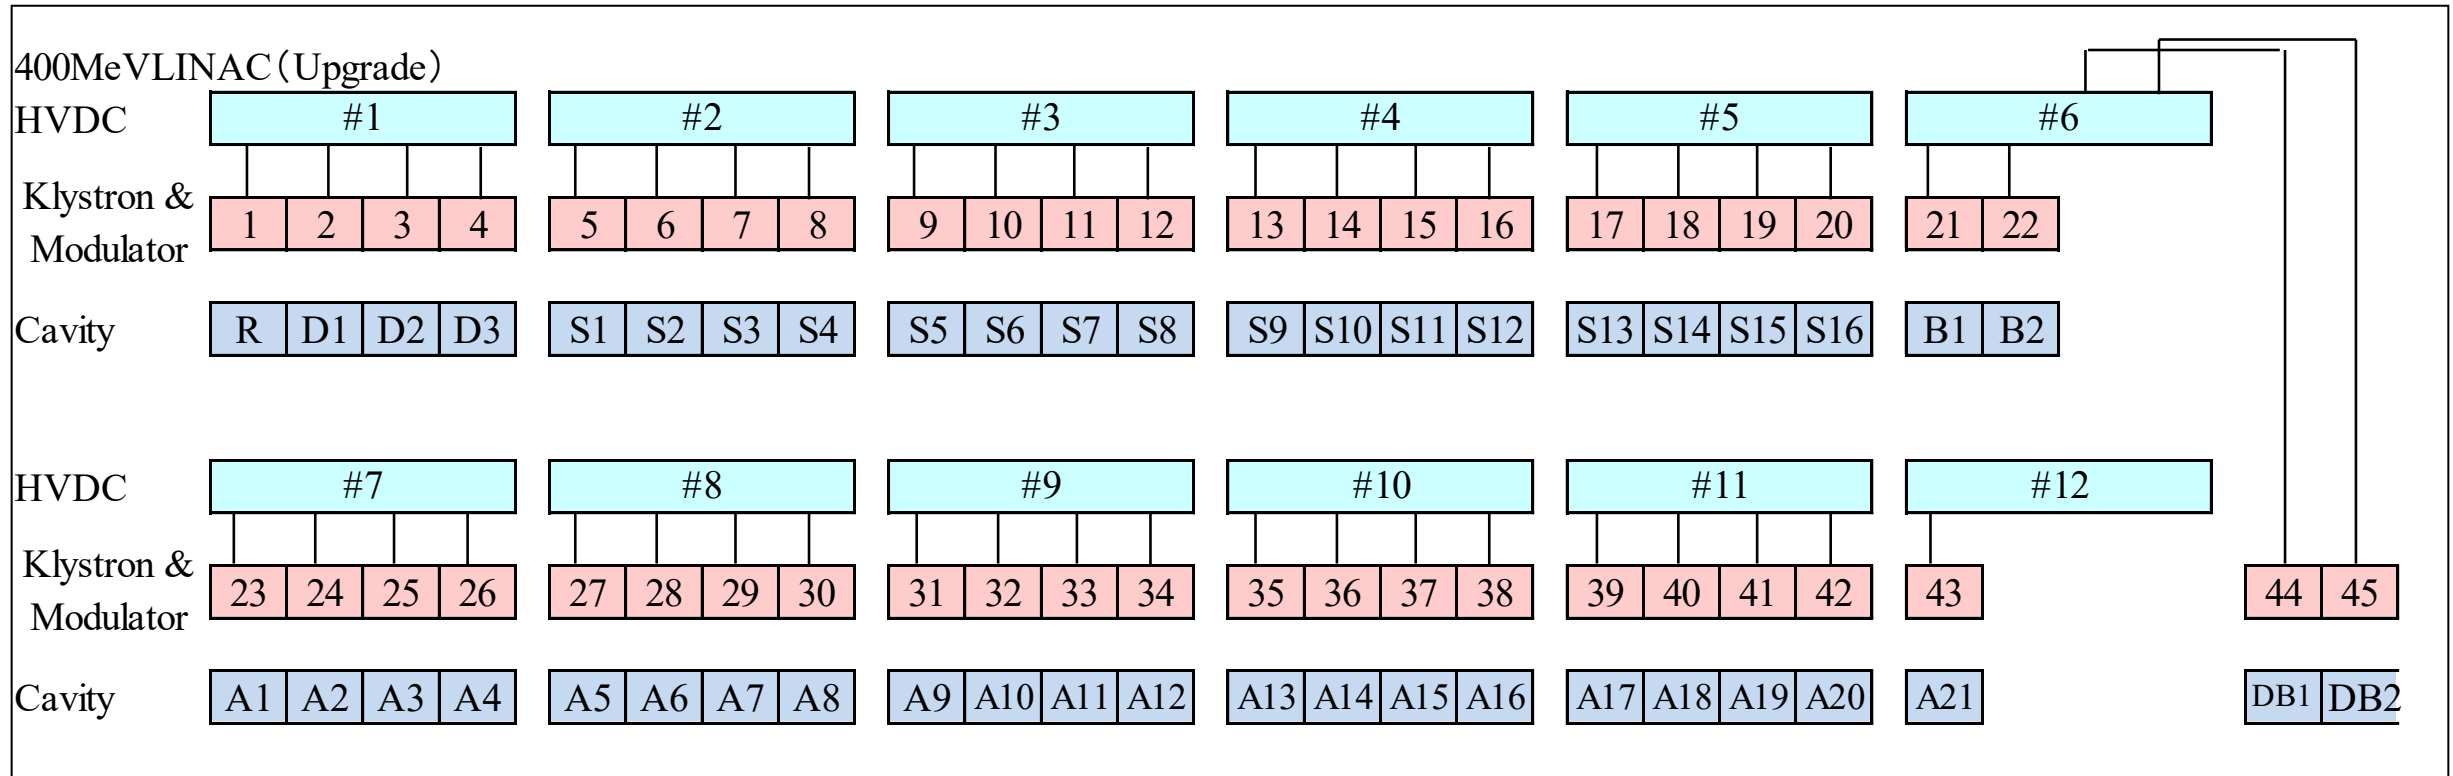 400MeVLINAC(Upgrade)
HVDC #1 #2 #3 #4 #5 #6
Klystron & Modulator 1 2 3 4 5 6 7 8 9 10 11 12 13 14 15 16 17 18 19 20 21 22
Cavity R D1 D2 D3 S1 S2 S3 S4 S5 S6 S7 S8 S9 S10 S11 S12 S13 S14 S15 S16 B1 B2
HVDC #7 #8 #9 #10 #11 #12
Klystron & Modulator 23 24 25 26 27 28 29 30 31 32 33 34 35 36 37 38 39 40 41 42 43 44 45
Cavity A1 A2 A3 A4 A5 A6 A7 A8 A9 A10 A11 A12 A13 A14 A15 A16 A17 A18 A19 A20 A21 DB1 DB2